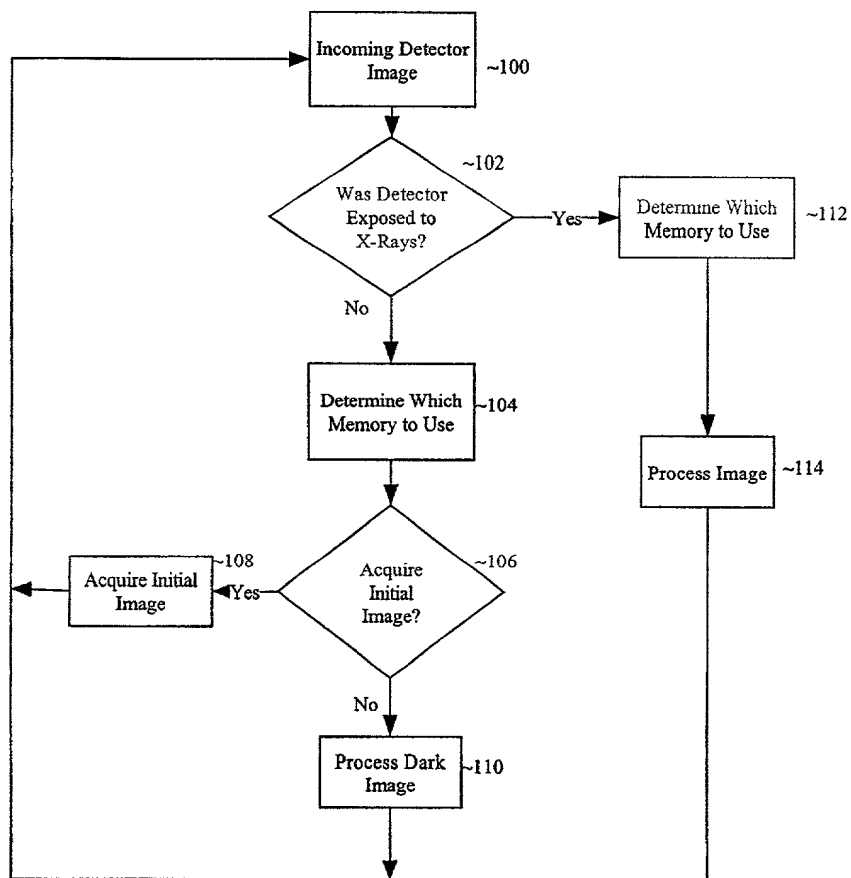 Incoming Detector
Image
~100
~102
Was Detector
Exposed to
X-Rays?
Yes
Determine Which
Memory to Use
~112
No
Determine Which
Memory to Use
~104
Process Image
~114
~108
Acquire Initial
Image
Yes
Acquire
Initial
Image?
~106
No
Process Dark
Image
~110